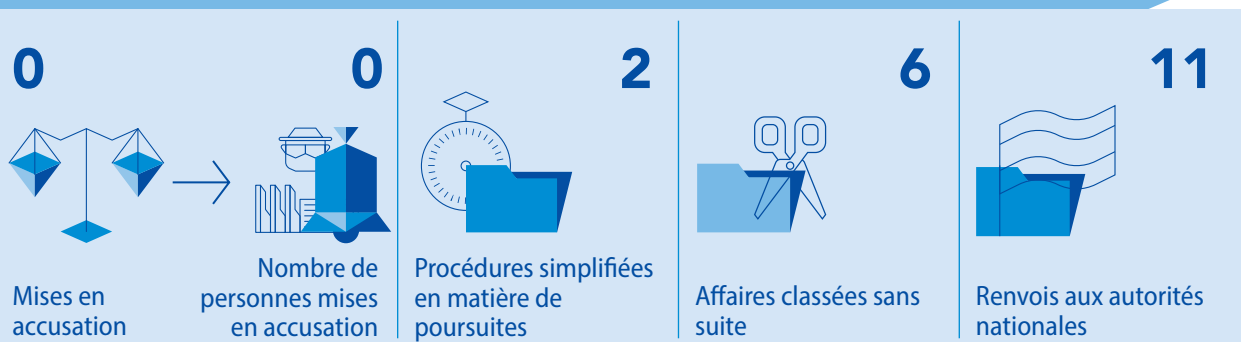 0
Mises en
accusation
0
Nombre de
personnes mises
en accusation
2
Procédures simplifiées
en matière de
poursuites
6
Affaires classées sans
suite
11
Renvois aux autorités
nationales